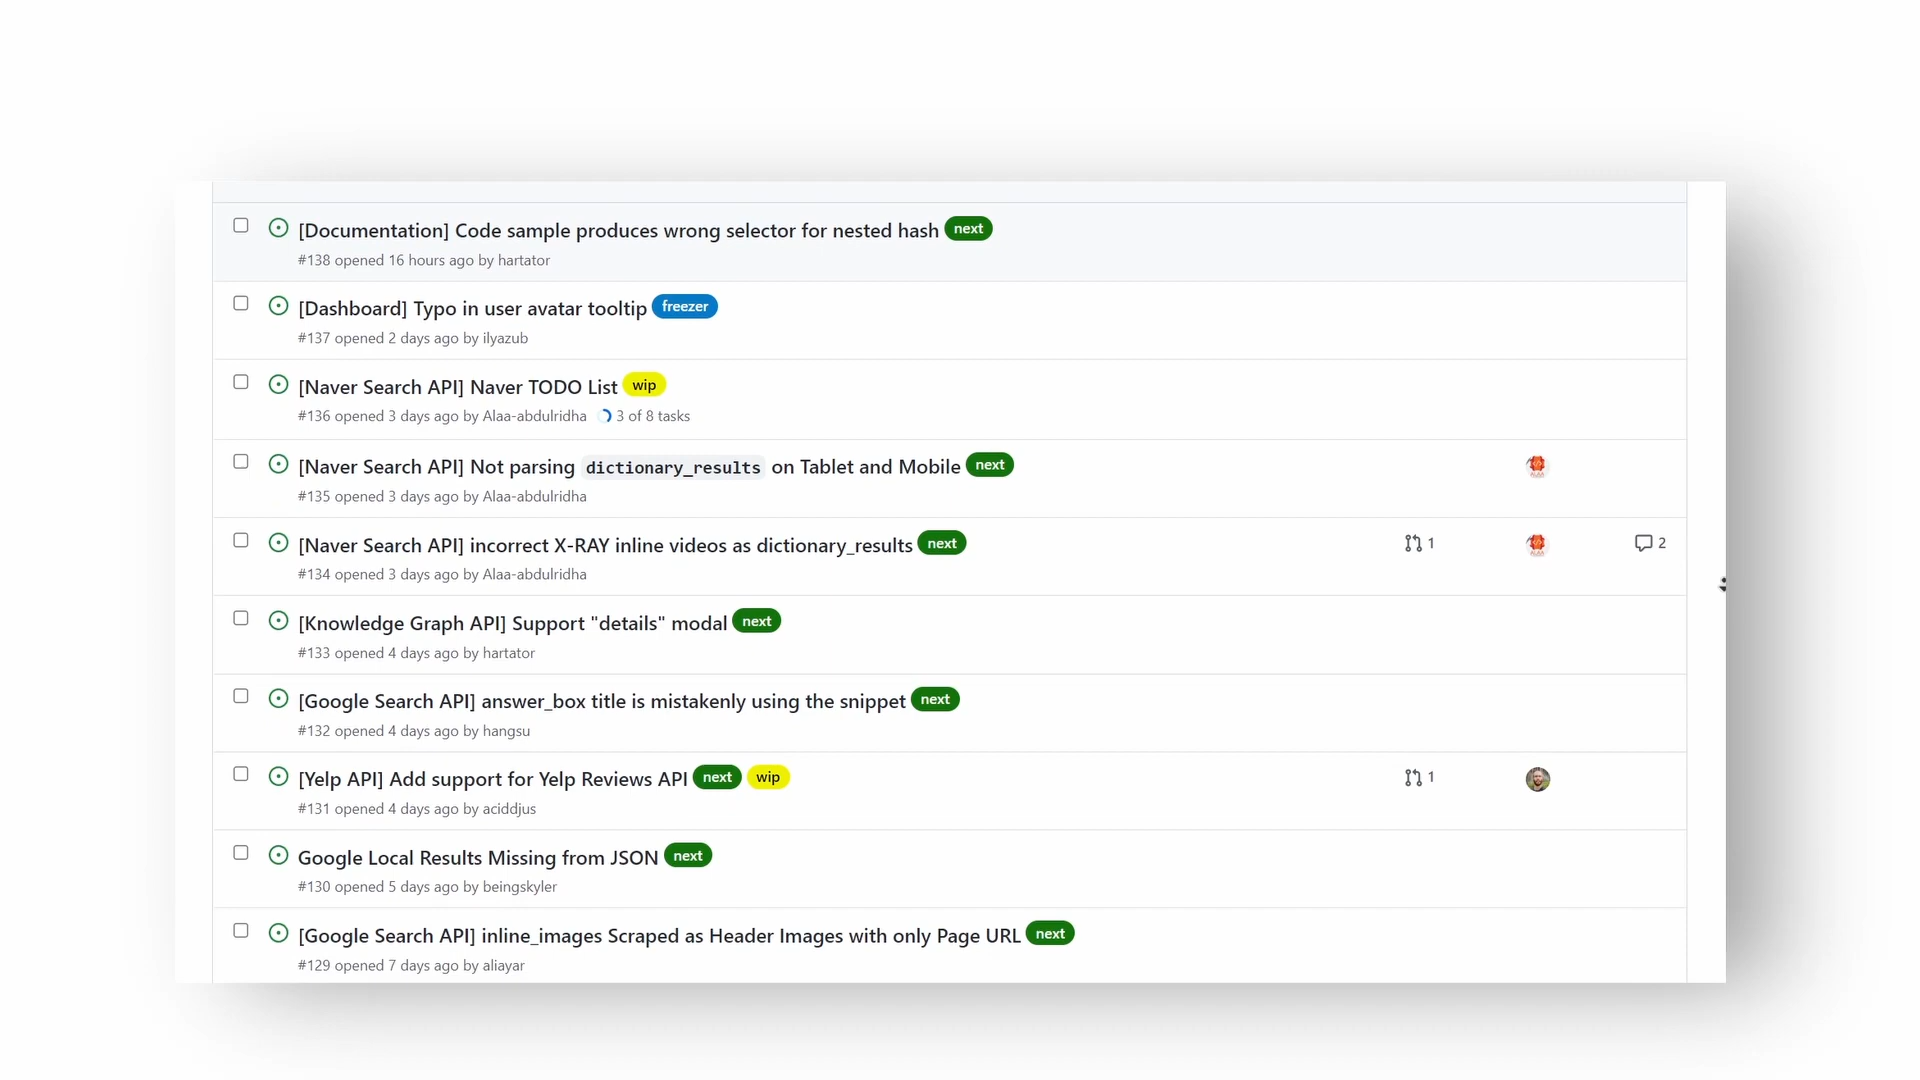 [Documentation] Code sample produces wrong selector for nested hash next
#138 opened 16 hours ago by hartator
[Dashboard] Typo in user avatar tooltip freezer
#137 opened 2 days ago by ilyazub
[Naver Search API] Naver TODO List wip
#136 opened 3 days ago by Alaa-abdulridha 3 of 8 tasks
[Naver Search API] Not parsing dictionary_results on Tablet and Mobile next
#135 opened 3 days ago by Alaa-abdulridha
[Naver Search API] incorrect X-RAY inline videos as dictionary_results next 1 2
#134 opened 3 days ago by Alaa-abdulridha
[Knowledge Graph API] Support "details" modal next
#133 opened 4 days ago by hartator
[Google Search API] answer_box title is mistakenly using the snippet next
#132 opened 4 days ago by hangsu
[Yelp API] Add support for Yelp Reviews API next wip 1
#131 opened 4 days ago by aciddjus
Google Local Results Missing from JSON next
#130 opened 5 days ago by beingskyler
[Google Search API] inline_images Scraped as Header Images with only Page URL next
#129 opened 7 days ago by aliayar